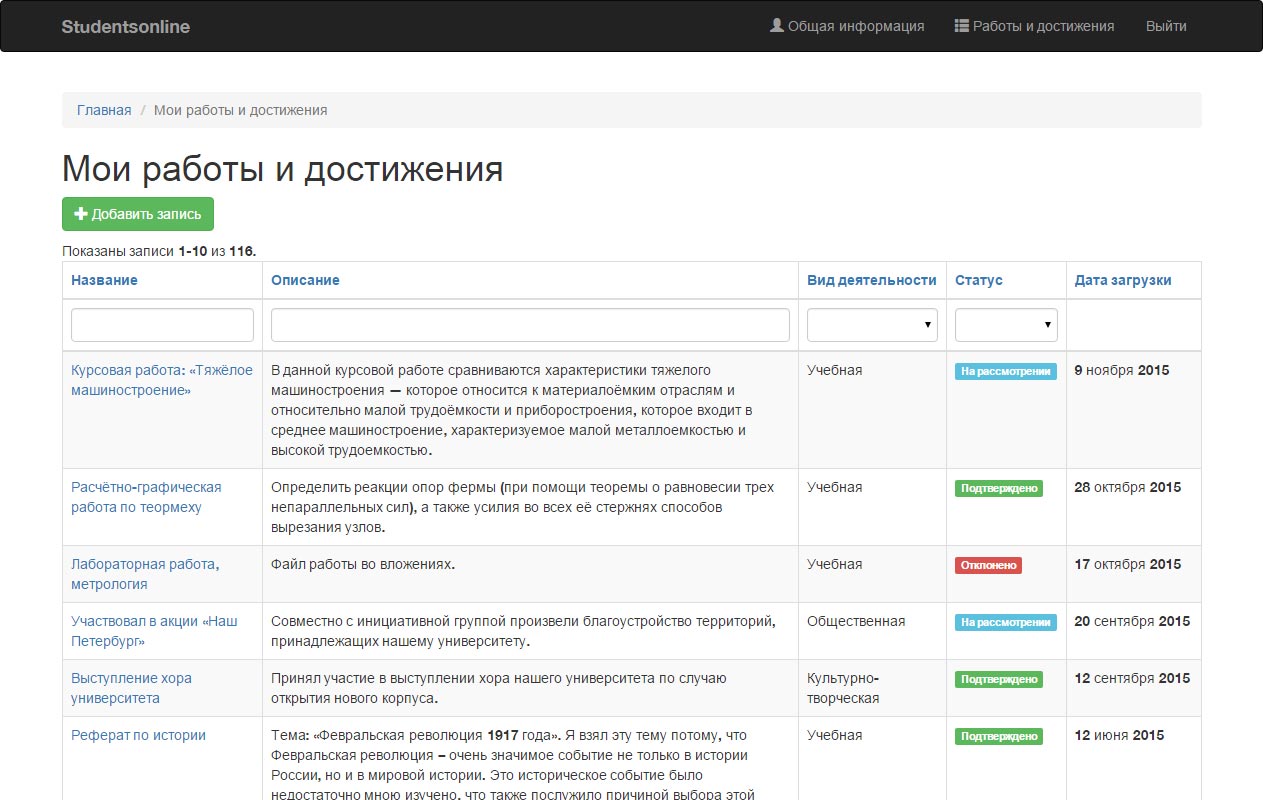 Studentsonline
Общая информация
Работы и достижения
Выйти
Главная / Мои работы и достижения
Мои работы и достижения
Добавить запись
Показаны записи 1-10 из 116.
Название
Описание
Вид деятельности
Статус
Дата загрузки
Курсовая работа: «Тяжёлое
машиностроение»
В данной курсовой работе сравниваются характеристики тяжелого
машиностроения — которое относится к материалоёмким отраслям и
относительно малой трудоёмкости и приборостроения, которое входит в
среднее машиностроение, характеризуемое малой металлоемкостью и
высокой трудоемкостью.
Учебная
На рассмотрении
9 ноября 2015
Расчётно-графическая
работа по теормеху
Определить реакции опор фермы (при помощи теоремы о равновесии трех
непараллельных сил), а также усилия во всех её стержнях способов
вырезания узлов.
Учебная
Подтверждено
28 октября 2015
Лабораторная работа,
метрология
Файл работы во вложениях.
Учебная
Отклонено
17 октября 2015
Участвовал в акции «Наш
Петербург»
Совместно с инициативной группой произвели благоустройство территорий,
принадлежащих нашему университету.
Общественная
На рассмотрении
20 сентября 2015
Выступление хора
университета
Принял участие в выступлении хора нашего университета по случаю
открытия нового корпуса.
Культурно-
творческая
Подтверждено
12 сентября 2015
Реферат по истории
Тема: «Февральская революция 1917 года». Я взял эту тему потому, что
Февральская революция – очень значимое событие не только в истории
России, но и в мировой истории. Это историческое событие было
недостаточно мною изучено, что также послужило причиной выбора этой
Учебная
Подтверждено
12 июня 2015